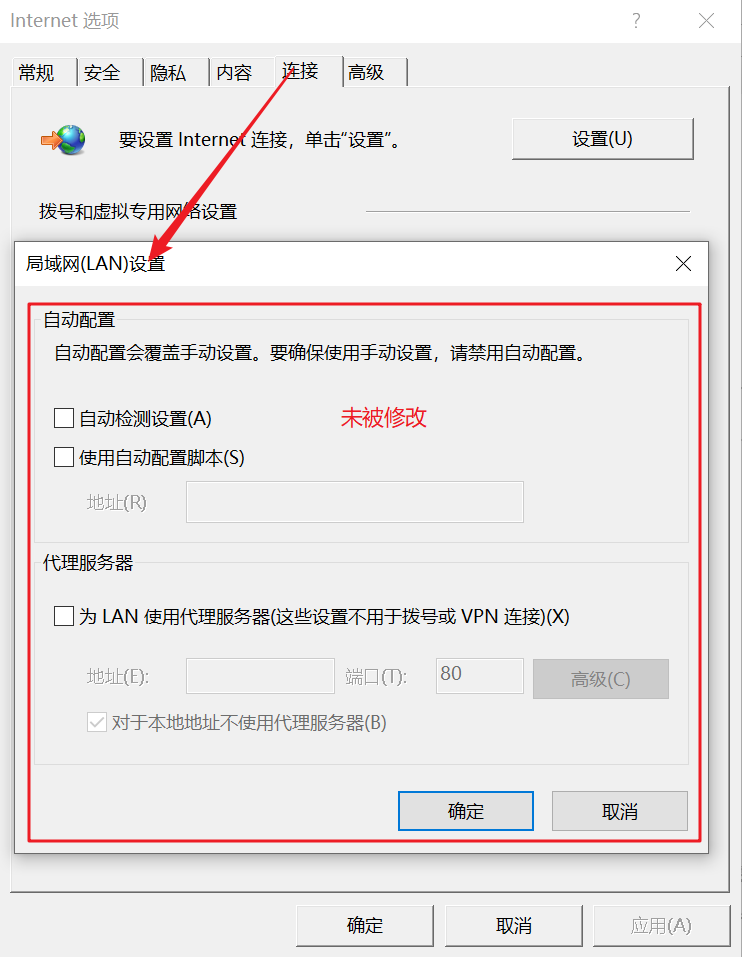 Internet 选项
常规 安全 隐私 内容 连接 高级
要设置 Internet 连接，单击“设置”。
设置(U)
拨号和虚拟专用网络设置
局域网(LAN)设置
自动配置
自动配置会覆盖手动设置。要确保使用手动设置，请禁用自动配置。
自动检测设置(A)
未被修改
使用自动配置脚本(S)
地址(R)
代理服务器
为 LAN 使用代理服务器(这些设置不用于拨号或 VPN 连接)(X)
地址(E): 端口(T): 80 高级(C)
对于本地地址不使用代理服务器(B)
确定 取消
确定 取消 应用(A)